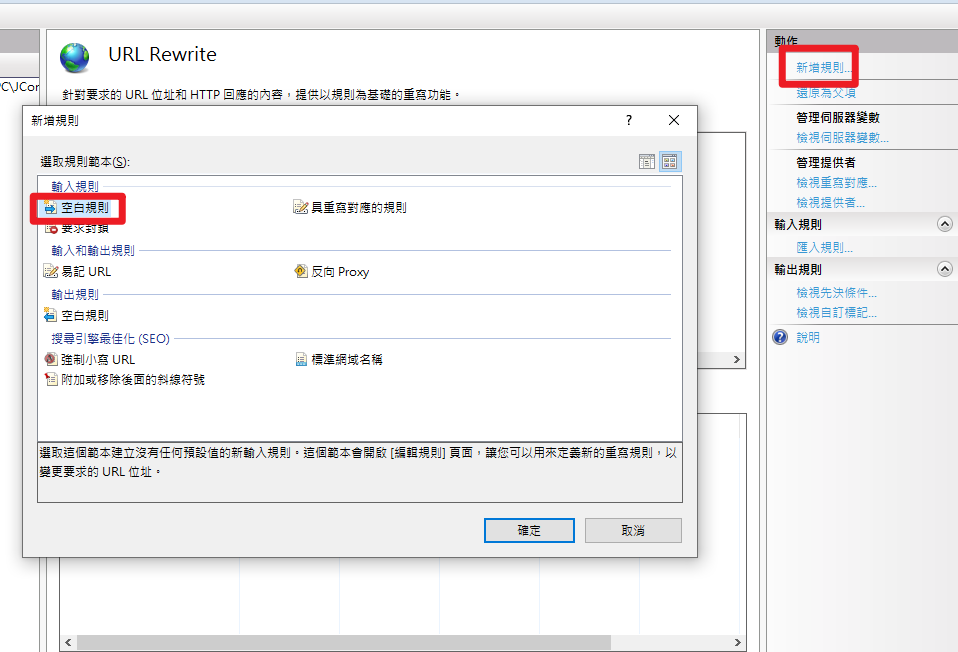 URL Rewrite
針對要求的 URL 位址和 HTTP 回應的內容，提供以規則為基礎的重寫功能。
PC\JCor
新增規則
?
選取規則範本(S):
輸入規則
空白規則
具重寫對應的規則
要求封鎖
輸入和輸出規則
易記 URL
反向 Proxy
輸出規則
空白規則
搜尋引擎最佳化 (SEO)
強制小寫 URL
標準網域名稱
附加或移除後面的斜線符號
選取這個範本建立沒有任何預設值的新輸入規則。這個範本會開啟 [編輯規則] 頁面，讓您可以用來定義新的重寫規則，以
變更要求的 URL 位址。
確定
取消
動作
新增規則...
還原為父項
管理伺服器變數
檢視伺服器變數...
管理提供者
檢視重寫對應...
檢視提供者...
輸入規則
匯入規則...
輸出規則
檢視先決條件...
檢視自訂標記...
說明